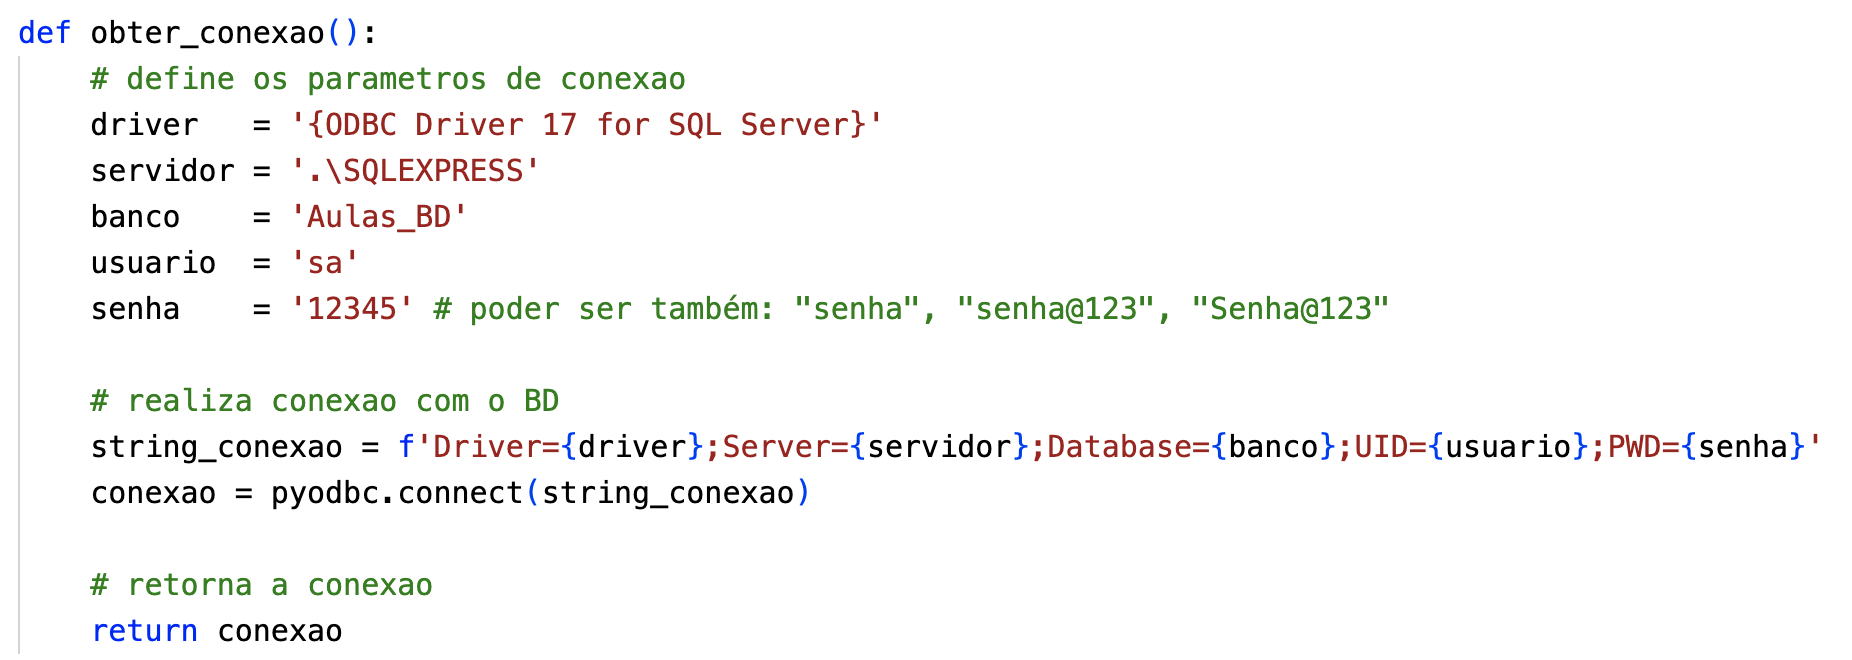 def obter_conexao():
    # define os parametros de conexao
    driver   = '{ODBC Driver 17 for SQL Server}'
    servidor = '.\SQLEXPRESS'
    banco    = 'Aulas_BD'
    usuario  = 'sa'
    senha    = '12345' # poder ser também: "senha", "senha@123", "Senha@123"

    # realiza conexao com o BD
    string_conexao = f'Driver={driver};Server={servidor};Database={banco};UID={usuario};PWD={senha}'
    conexao = pyodbc.connect(string_conexao)

    # retorna a conexao
    return conexao